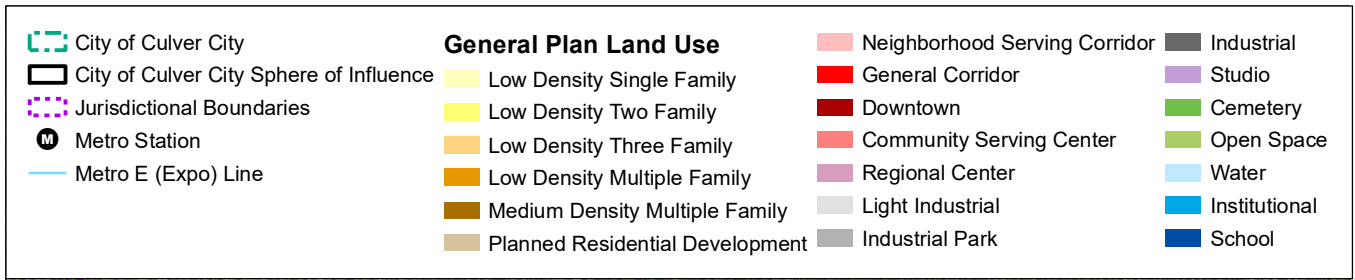 City of Culver City
City of Culver City Sphere of Influence
Jurisdictional Boundaries
M
Metro Station
Metro E (Expo) Line
General Plan Land Use
Low Density Single Family
Low Density Two Family
Low Density Three Family
Low Density Multiple Family
Medium Density Multiple Family
Planned Residential Development
Neighborhood Serving Corridor
General Corridor
Downtown
Community Serving Center
Regional Center
Light Industrial
Industrial Park
Industrial
Studio
Cemetery
Open Space
Water
Institutional
School